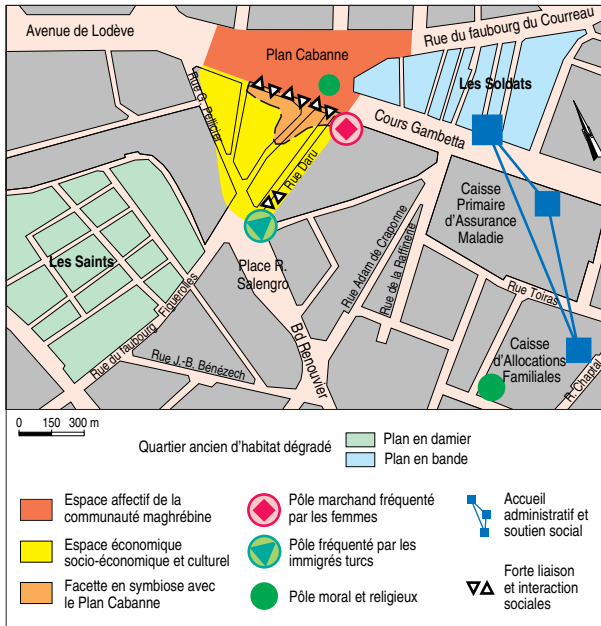 Avenue de Lodève
Plan Cabanne
Rue du faubourg du Courreau
Rue G. Pellicier
Les Soldats
Cours Gambetta
Rue Daru
Caisse
Primaire
d'Assurance
Maladie
Les Saints
Place R.
Salengro
Rue Adam de Craponne
Rue de la Raffinerie
Rue Toiras
Rue du faubourg Figuerolles
Rue J.-B. Bénézech
Bd Renouvier
Caisse
d'Allocations
Familiales
R. Chaptal
0 150 300 m
Quartier ancien d'habitat dégradé
Plan en damier
Plan en bande
Espace affectif de la
communauté maghrébine
Espace économique
socio-économique et culturel
Facette en symbiose avec
le Plan Cabanne
Pôle marchand fréquenté
par les femmes
Pôle fréquenté par les
immigrés turcs
Pôle moral et religieux
Accueil
administratif et
soutien social
Forte liaison
et interaction
sociales